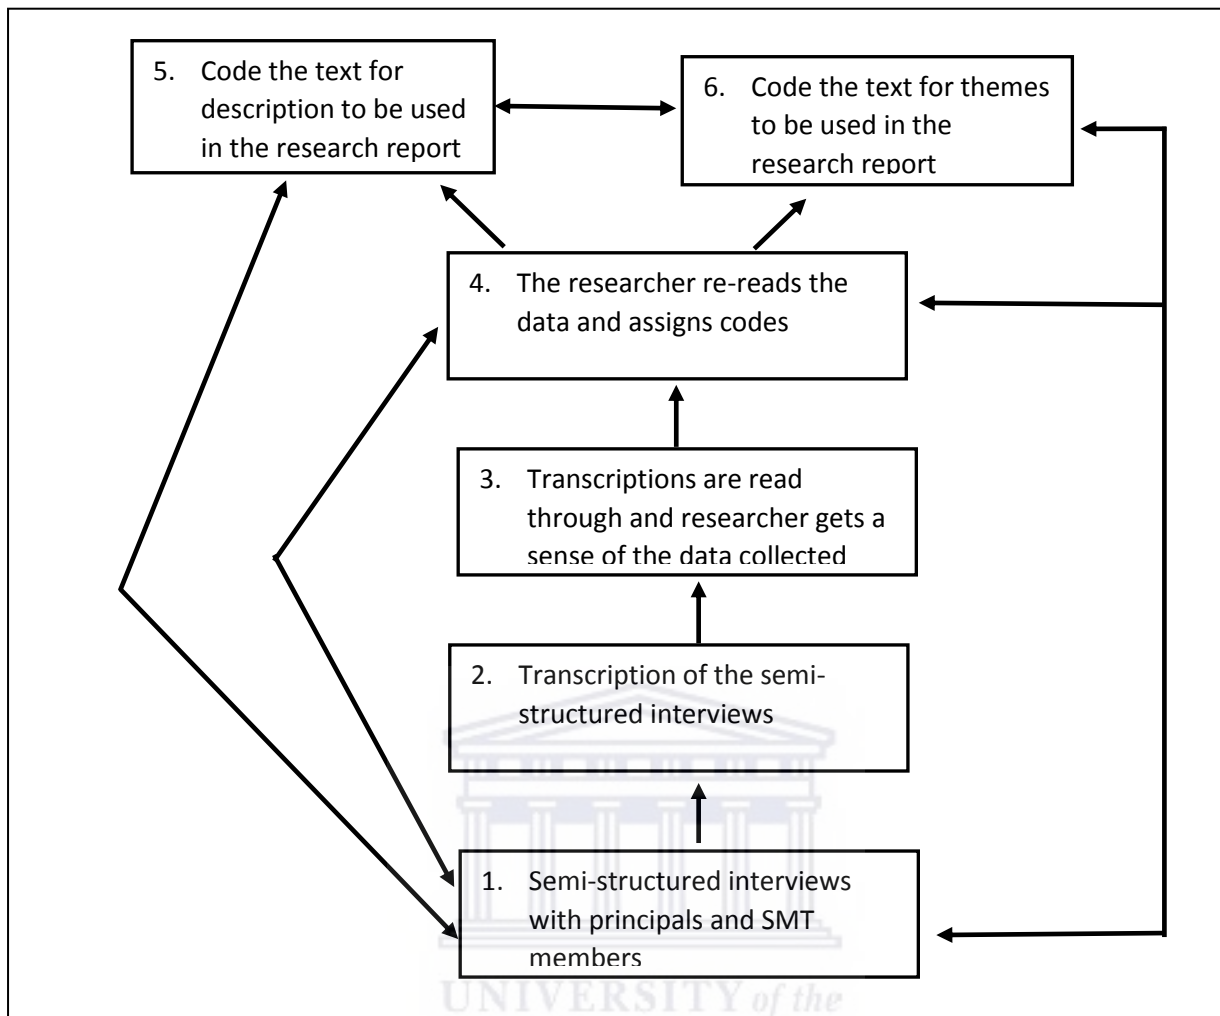 5. Code the text for
description to be used
in the research report
6. Code the text for themes
to be used in the
research report
4. The researcher re-reads the
data and assigns codes
3. Transcriptions are read
through and researcher gets a
sense of the data collected
2. Transcription of the semi-
structured interviews
1. Semi-structured interviews
with principals and SMT
members
UNIVERSITY of the